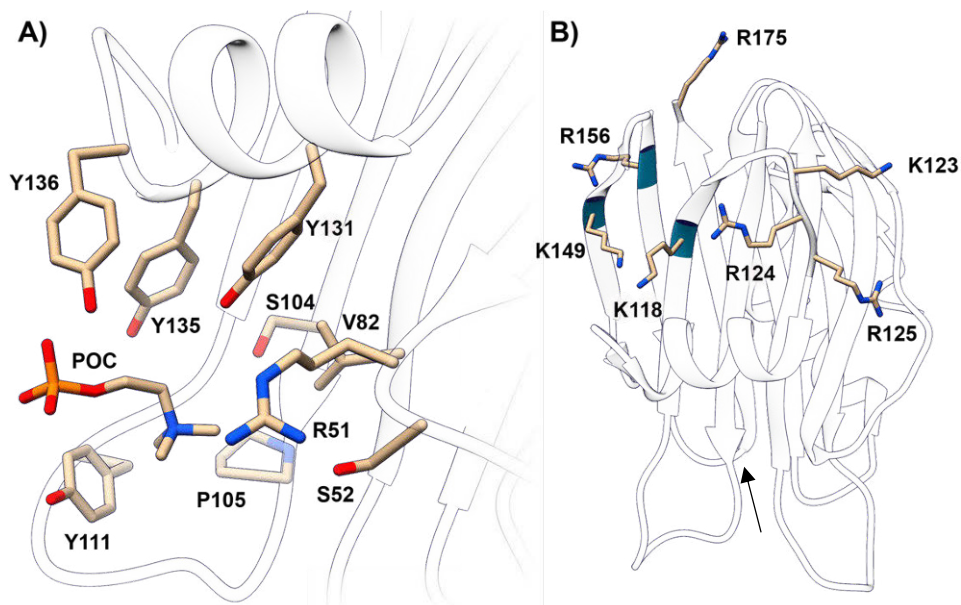 A)
Y136
Y131
S104
V82
Y135
POC
R51
P105
S52
Y111
B)
R175
R156
K123
K149
R124
K118
R125